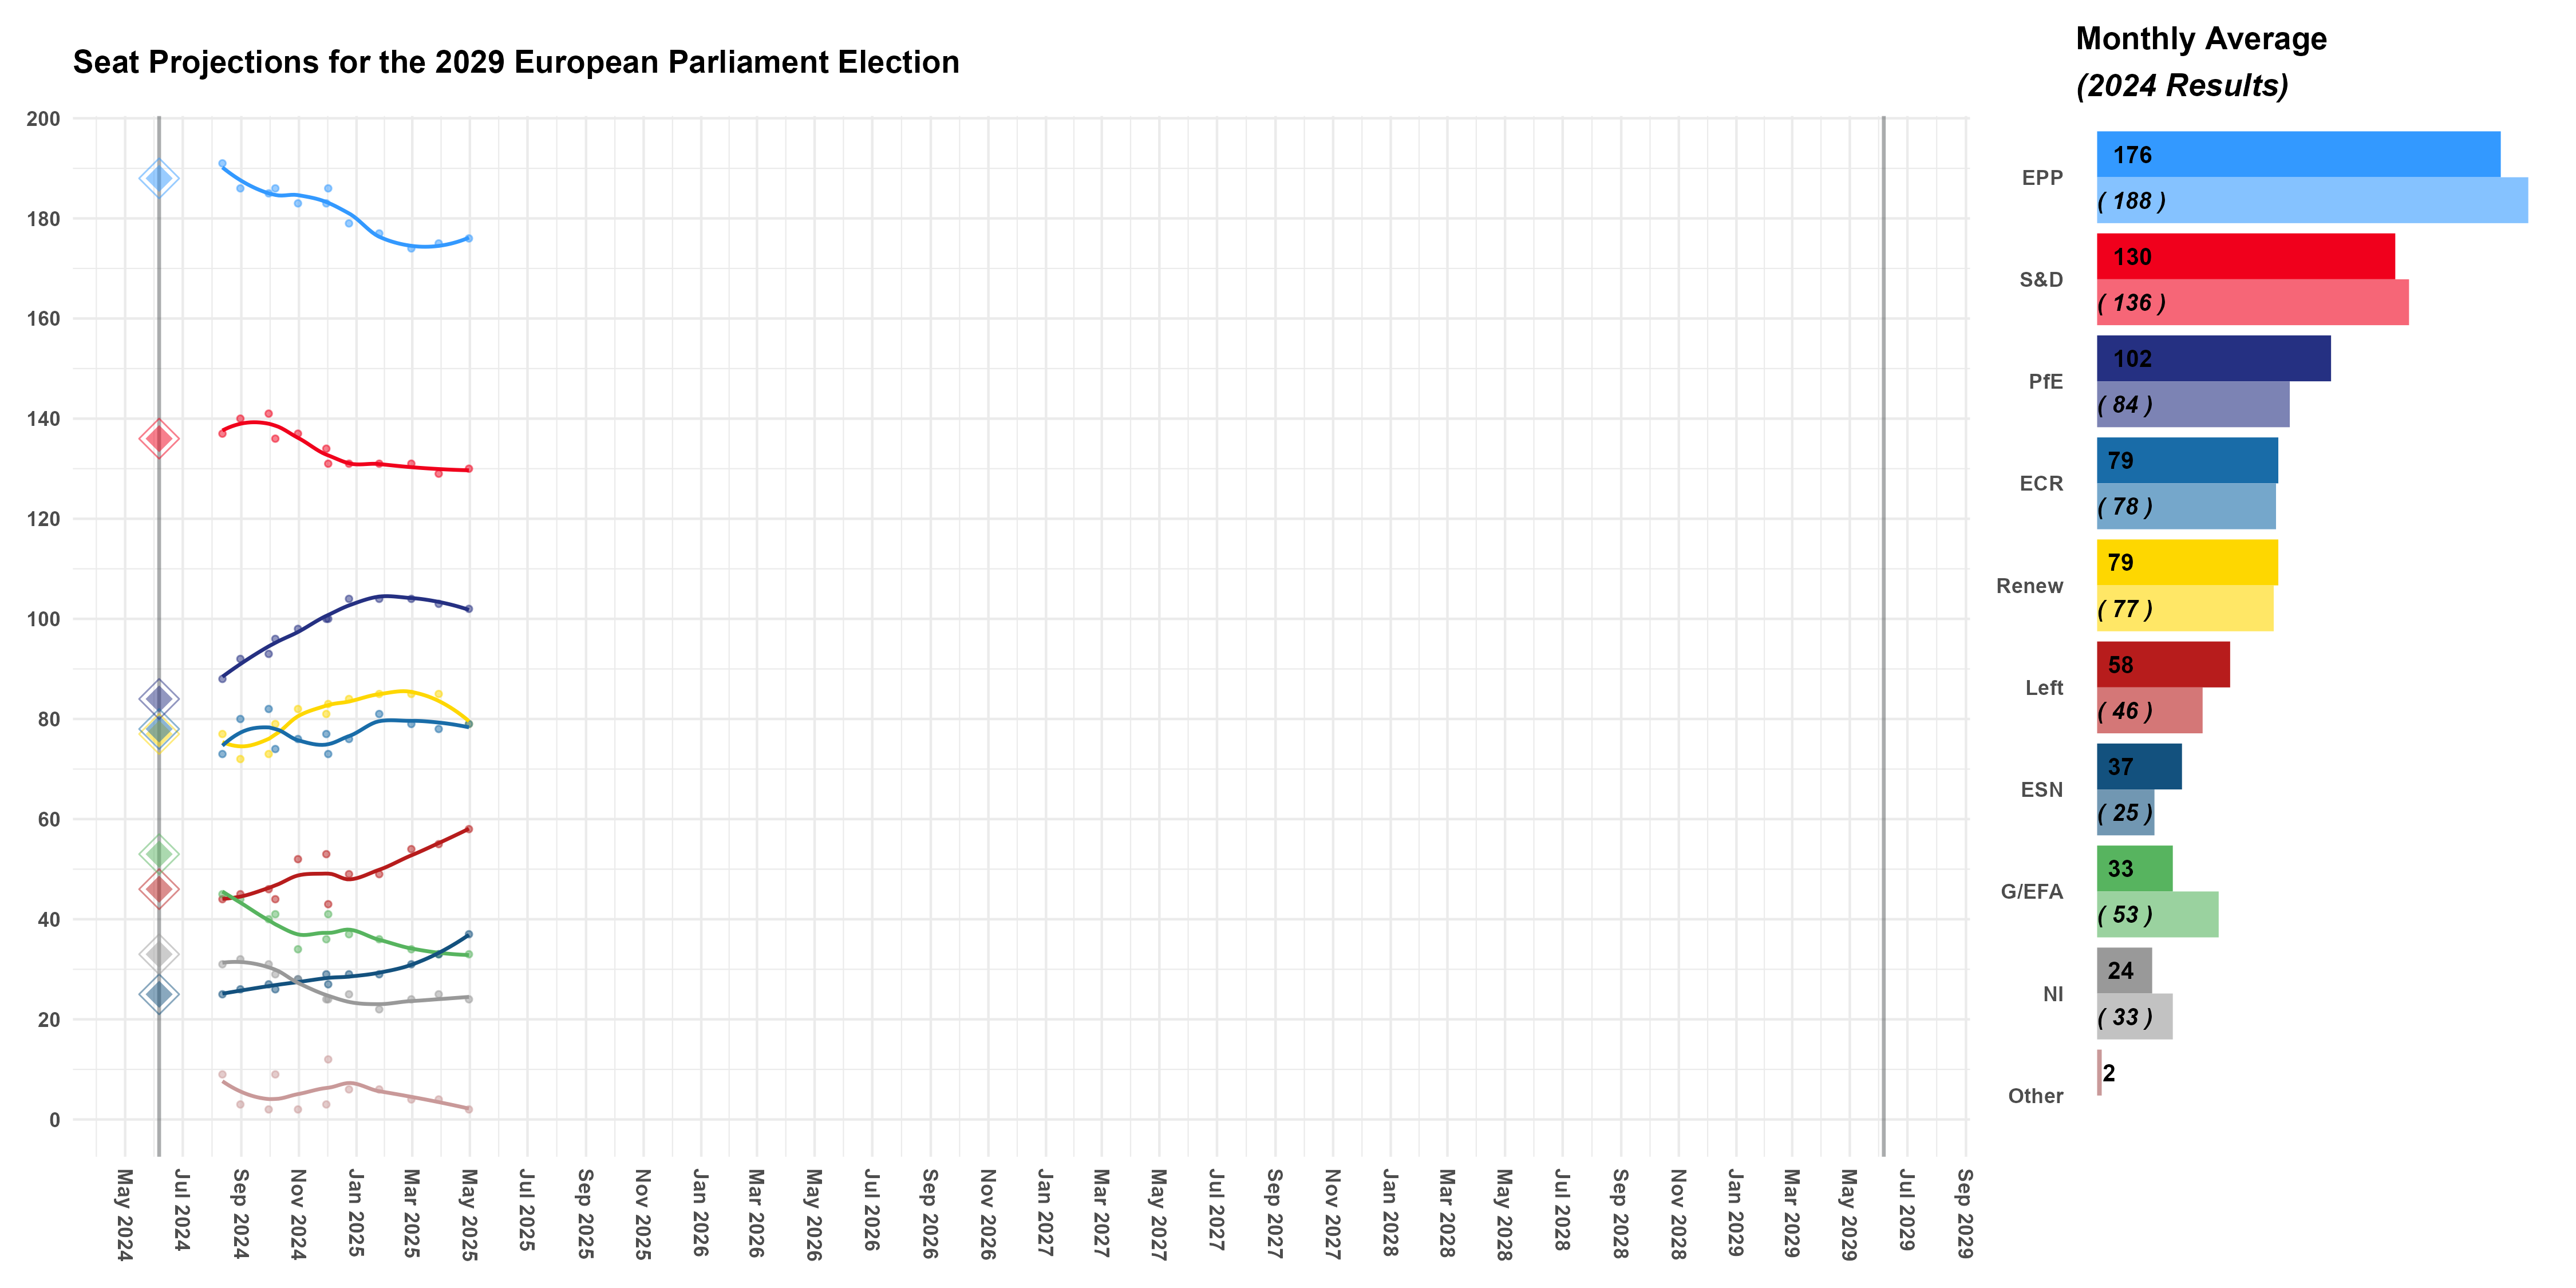 Seat Projections for the 2029 European Parliament Election
200
180
160
140
120
100
80
60
40
20
0
May 2024
Jul 2024
Sep 2024
Nov 2024
Jan 2025
Mar 2025
May 2025
Jul 2025
Sep 2025
Nov 2025
Jan 2026
Mar 2026
May 2026
Jul 2026
Sep 2026
Nov 2026
Jan 2027
Mar 2027
May 2027
Jul 2027
Sep 2027
Nov 2027
Jan 2028
Mar 2028
May 2028
Jul 2028
Sep 2028
Nov 2028
Jan 2029
Mar 2029
May 2029
Jul 2029
Sep 2029
Monthly Average
(2024 Results)
EPP
176
( 188 )
S&D
130
( 136 )
PfE
102
( 84 )
ECR
79
( 78 )
Renew
79
( 77 )
Left
58
( 46 )
ESN
37
( 25 )
G/EFA
33
( 53 )
NI
24
( 33 )
Other
2